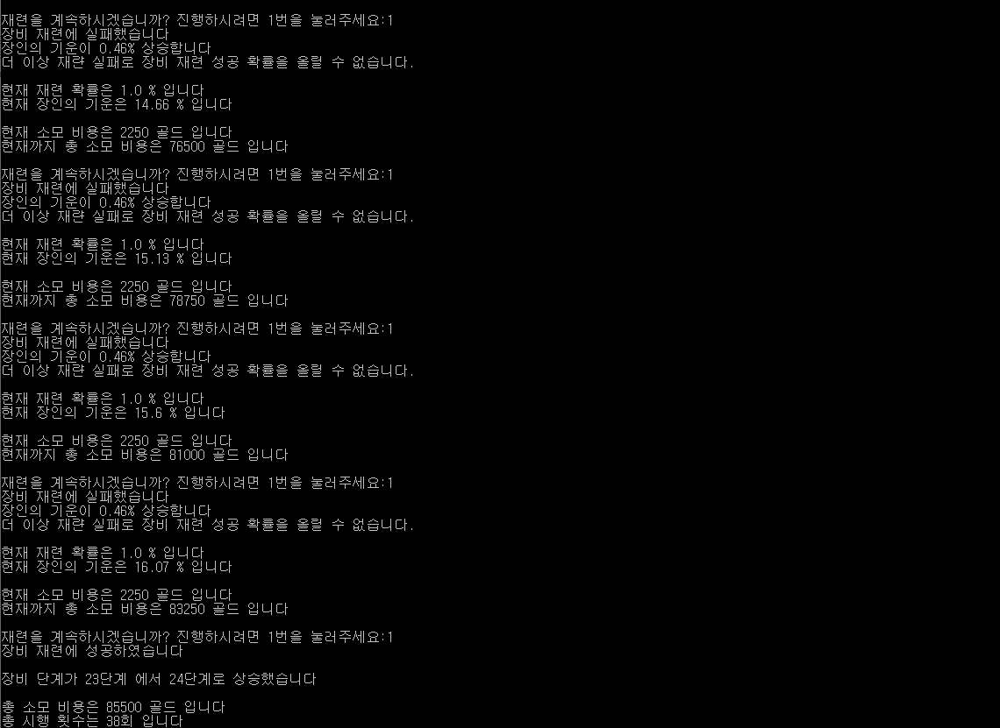 재련을 계속하시겠습니까? 진행하시려면 1번을 눌러주세요:1
장비 재련에 실패했습니다
장인의 기운이 0.46% 상승합니다
더 이상 재랸 실패로 장비 재련 성공 확률을 올릴 수 없습니다.
현재 재련 확률은 1.0 % 입니다
현재 장인의 기운은 14.66 % 입니다
현재 소모 비용은 2250 골드 입니다
현재까지 총 소모 비용은 76500 골드 입니다
재련을 계속하시겠습니까? 진행하시려면 1번을 눌러주세요:1
장비 재련에 실패했습니다
장인의 기운이 0.46% 상승합니다
더 이상 재랸 실패로 장비 재련 성공 확률을 올릴 수 없습니다.
현재 재련 확률은 1.0 % 입니다
현재 장인의 기운은 15.13 % 입니다
현재 소모 비용은 2250 골드 입니다
현재까지 총 소모 비용은 78750 골드 입니다
재련을 계속하시겠습니까? 진행하시려면 1번을 눌러주세요:1
장비 재련에 실패했습니다
장인의 기운이 0.46% 상승합니다
더 이상 재랸 실패로 장비 재련 성공 확률을 올릴 수 없습니다.
현재 재련 확률은 1.0 % 입니다
현재 장인의 기운은 15.6 % 입니다
현재 소모 비용은 2250 골드 입니다
현재까지 총 소모 비용은 81000 골드 입니다
재련을 계속하시겠습니까? 진행하시려면 1번을 눌러주세요:1
장비 재련에 실패했습니다
장인의 기운이 0.46% 상승합니다
더 이상 재랸 실패로 장비 재련 성공 확률을 올릴 수 없습니다.
현재 재련 확률은 1.0 % 입니다
현재 장인의 기운은 16.07 % 입니다
현재 소모 비용은 2250 골드 입니다
현재까지 총 소모 비용은 83250 골드 입니다
재련을 계속하시겠습니까? 진행하시려면 1번을 눌러주세요:1
장비 재련에 성공하였습니다
장비 단계가 23단계 에서 24단계로 상승했습니다
총 소모 비용은 85500 골드 입니다
총 시행 횟수는 38회 입니다